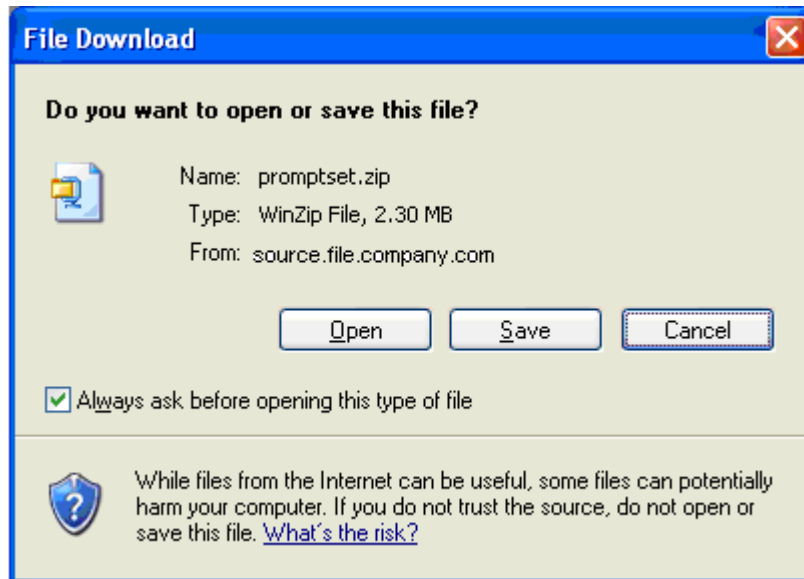 File Download
Do you want to open or save this file?
Name: promptset.zip
Type: WinZip File, 2.30 MB
From: source.file.company.com
Open Save Cancel
Always ask before opening this type of file
While files from the Internet can be useful, some files can potentially
harm your computer. If you do not trust the source, do not open or
save this file. What's the risk?